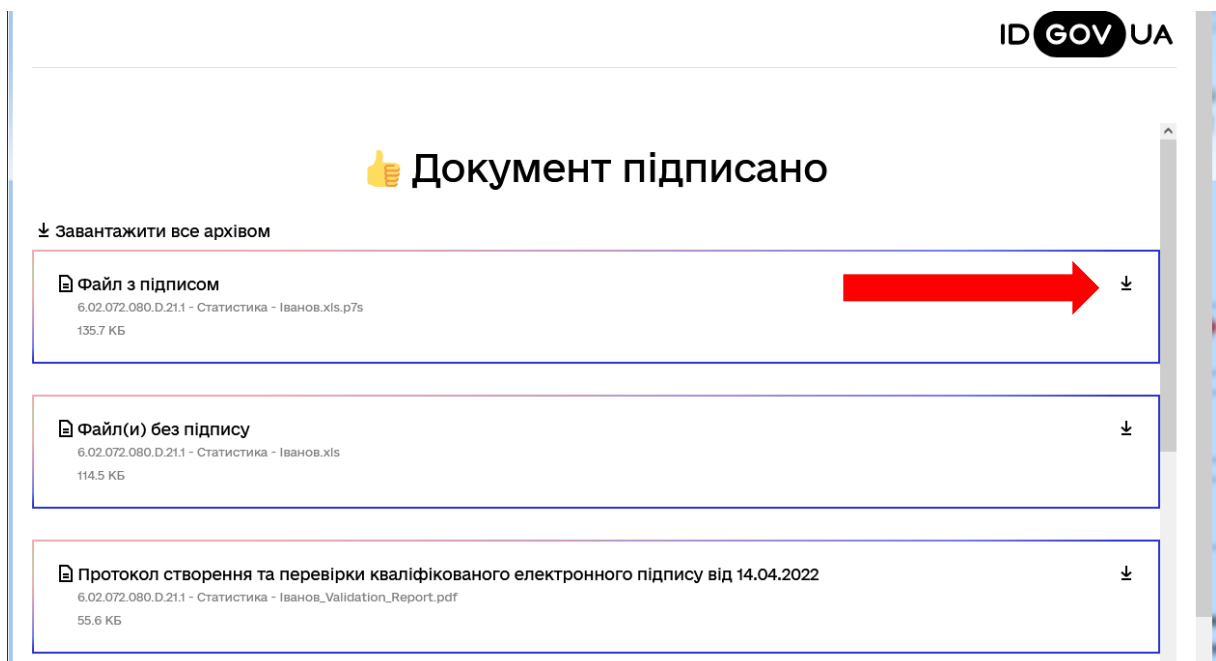 ID GOV UA
Документ підписано
Завантажити все архівом
Файл з підписом
6.02.072.080.D.21.1 - Статистика - Іванов.xls.p7s
135.7 КБ
Файл(и) без підпису
6.02.072.080.D.21.1 - Статистика - Іванов.xls
114.5 КБ
Протокол створення та перевірки кваліфікованого електронного підпису від 14.04.2022
6.02.072.080.D.21.1 - Статистика - Іванов_Validation_Report.pdf
55.6 КБ